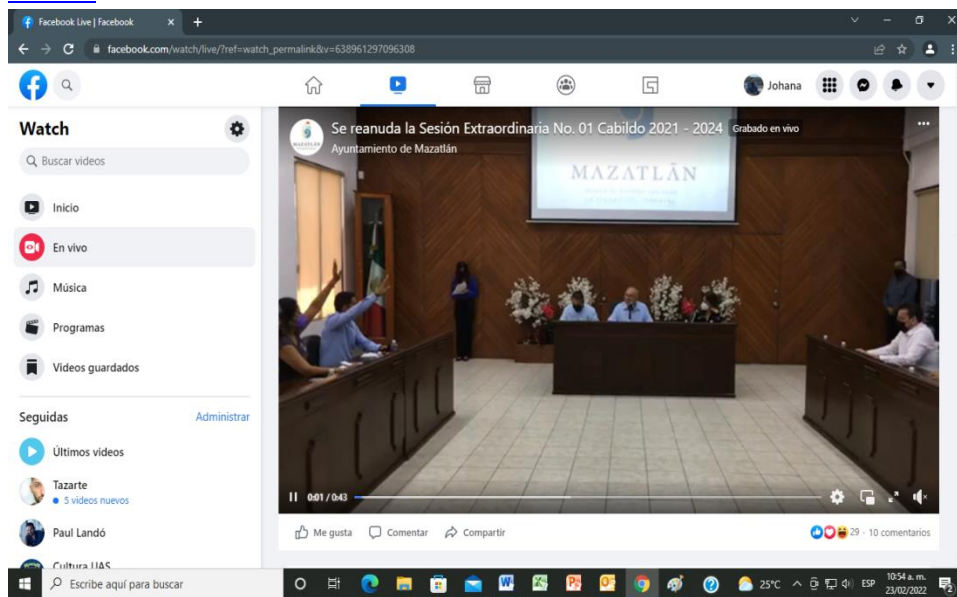 Facebook Live | Facebook
facebook.com/watch/live/?ref=watch_permalink&v=638961297096308
Johana
Watch
Buscar videos
Inicio
En vivo
Música
Programas
Videos guardados
Seguidas
Administrar
Últimos videos
Tazarte
5 videos nuevos
Paul Landó
Cultura UAS
Se reanuda la Sesión Extraordinaria No. 01 Cabildo 2021 - 2024
Grabado en vivo
Ayuntamiento de Mazatlán
MAZATLÁN
0:01 / 0:43
Me gusta
Comentar
Compartir
29 · 10 comentarios
Escribe aquí para buscar
25°C
ESP
10:54 a. m.
23/02/2022
2